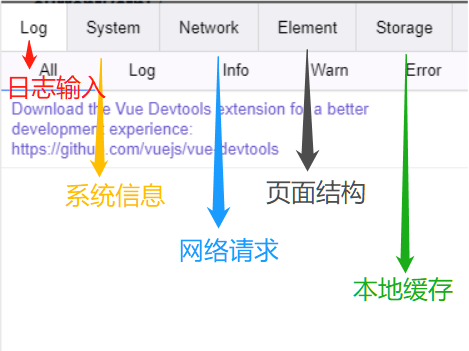 Log System Network Element Storage
All Log Info Warn Error
日志输入
Download the Vue Devtools extension for a better
development experience:
https://github.com/vuejs/vue-devtools
系统信息
页面结构
网络请求
本地缓存